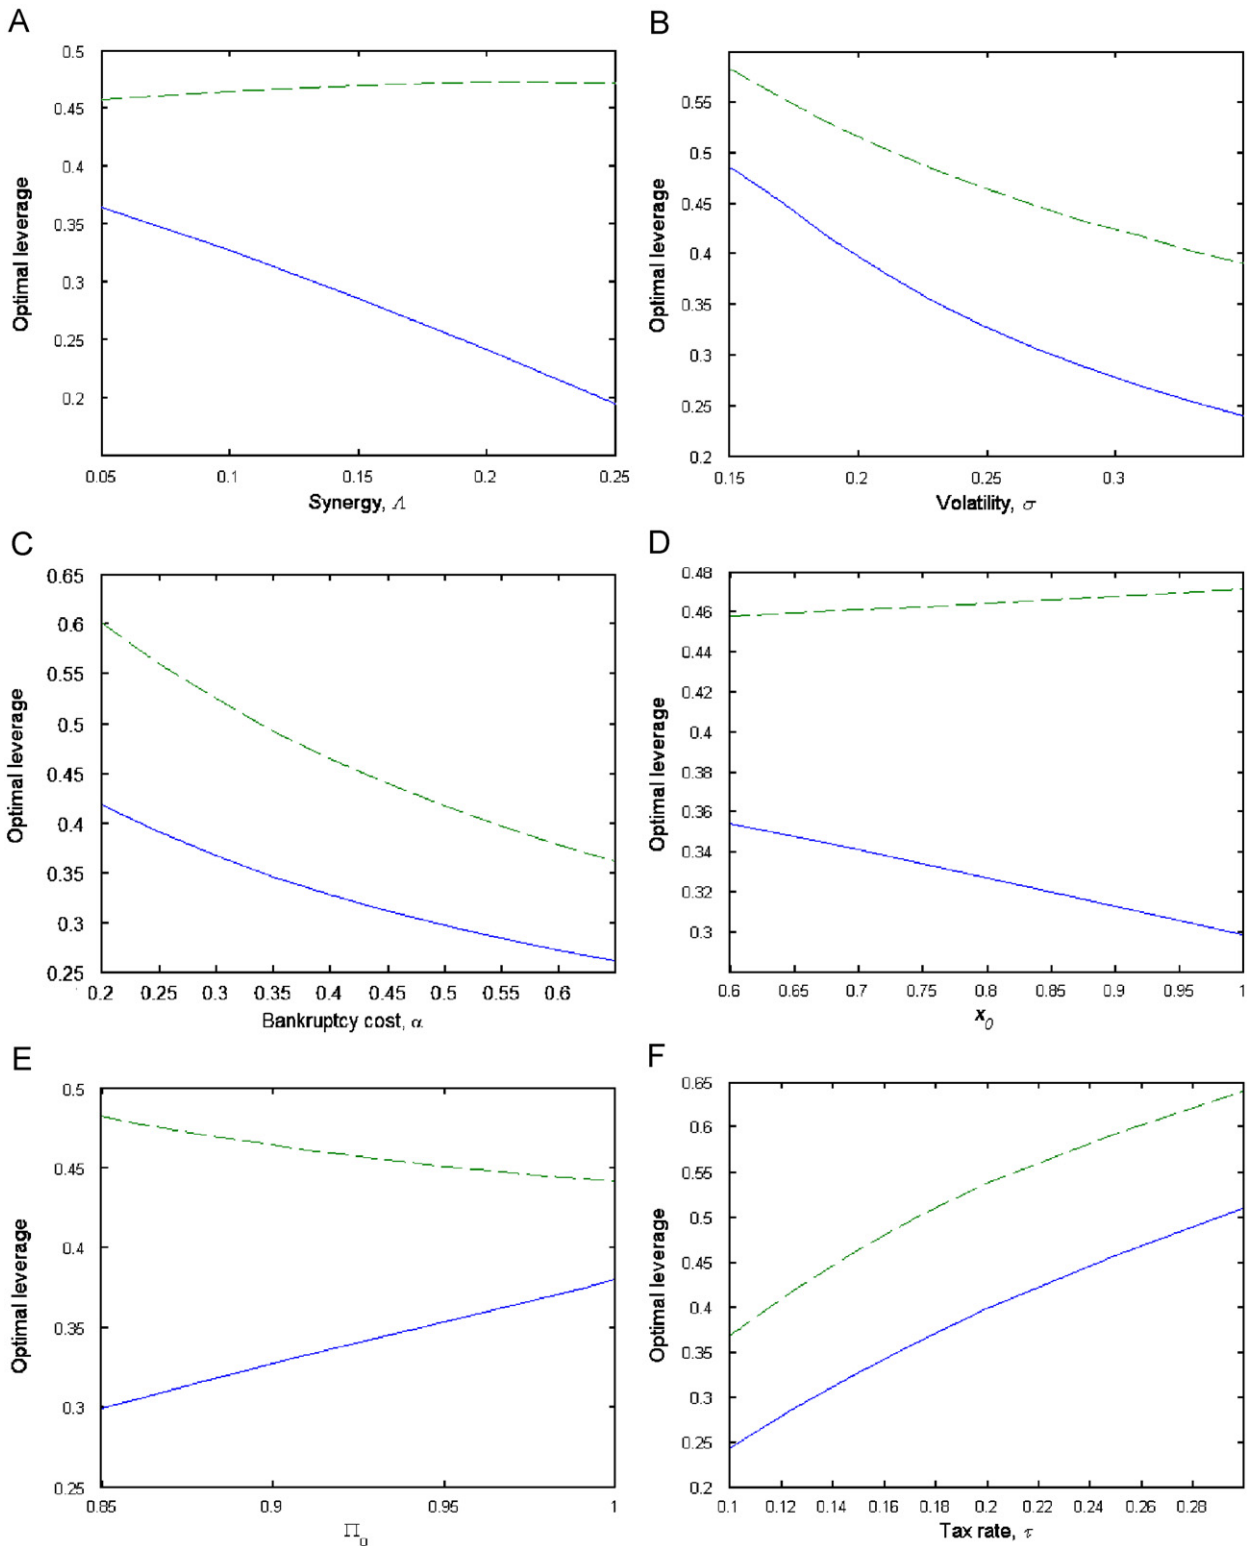 A
0.5
0.45
0.4
0.35
0.3
0.25
0.2
Optimal leverage
0.05 0.1 0.15 0.2 0.25
Synergy, Λ
B
0.55
0.5
0.45
0.4
0.35
0.3
0.25
0.2
Optimal leverage
0.15 0.2 0.25 0.3
Volatility, σ
C
0.65
0.6
0.55
0.5
0.45
0.4
0.35
0.3
0.25
Optimal leverage
0.2 0.25 0.3 0.35 0.4 0.45 0.5 0.55 0.6
Bankruptcy cost, α
D
0.48
0.46
0.44
0.42
0.4
0.38
0.36
0.34
0.32
0.3
Optimal leverage
0.6 0.65 0.7 0.75 0.8 0.85 0.9 0.95 1
x₀
E
0.5
0.45
0.4
0.35
0.3
0.25
Optimal leverage
0.85 0.9 0.95 1
Π₀
F
0.65
0.6
0.55
0.5
0.45
0.4
0.35
0.3
0.25
0.2
Optimal leverage
0.1 0.12 0.14 0.16 0.18 0.2 0.22 0.24 0.26 0.28
Tax rate, τ